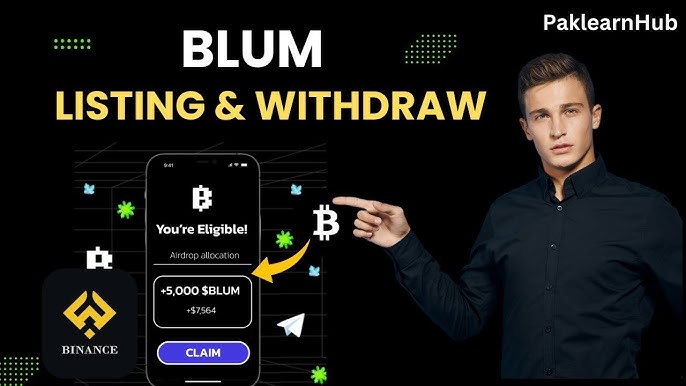 PaklearnHub
BLUM
LISTING & WITHDRAW
9:41
You're Eligible!
Airdrop allocation
+5,000 $BLUM
+$7,564
CLAIM
BINANCE